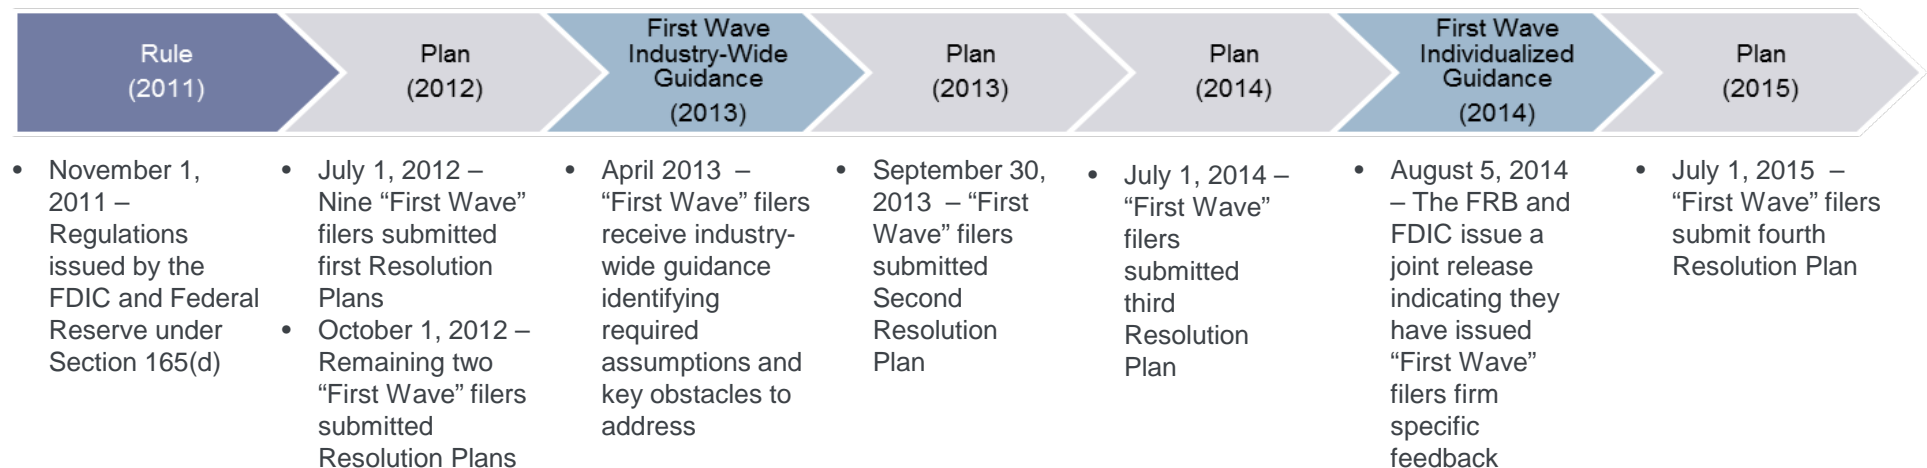 Rule
(2011)
Plan
(2012)
First Wave
Industry-Wide
Guidance
(2013)
Plan
(2013)
Plan
(2014)
First Wave
Individualized
Guidance
(2014)
Plan
(2015)
• November 1,
2011 –
Regulations
issued by the
FDIC and Federal
Reserve under
Section 165(d)
• July 1, 2012 –
Nine “First Wave”
filers submitted
first Resolution
Plans
• October 1, 2012 –
Remaining two
“First Wave” filers
submitted
Resolution Plans
• April 2013 –
“First Wave” filers
receive industry-
wide guidance
identifying
required
assumptions and
key obstacles to
address
• September 30,
2013 – “First
Wave” filers
submitted
Second
Resolution
Plan
• July 1, 2014 –
“First Wave”
filers
submitted
third
Resolution
Plan
• August 5, 2014
– The FRB and
FDIC issue a
joint release
indicating they
have issued
“First Wave”
filers firm
specific
feedback
• July 1, 2015 –
“First Wave” filers
submit fourth
Resolution Plan